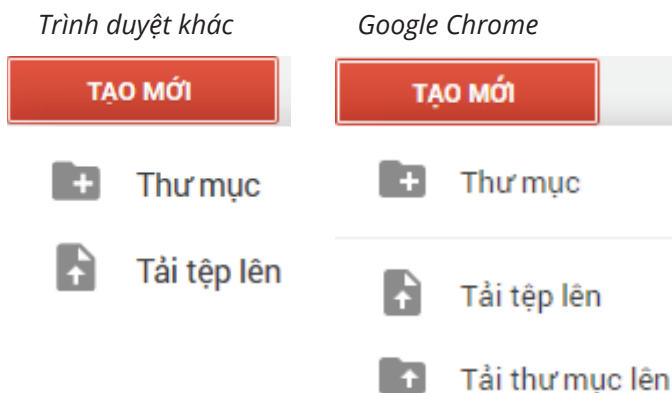 Trình duyệt khác
Google Chrome
TẠO MỚI
TẠO MỚI
Thư mục
Thư mục
Tải tệp lên
Tải tệp lên
Tải thư mục lên